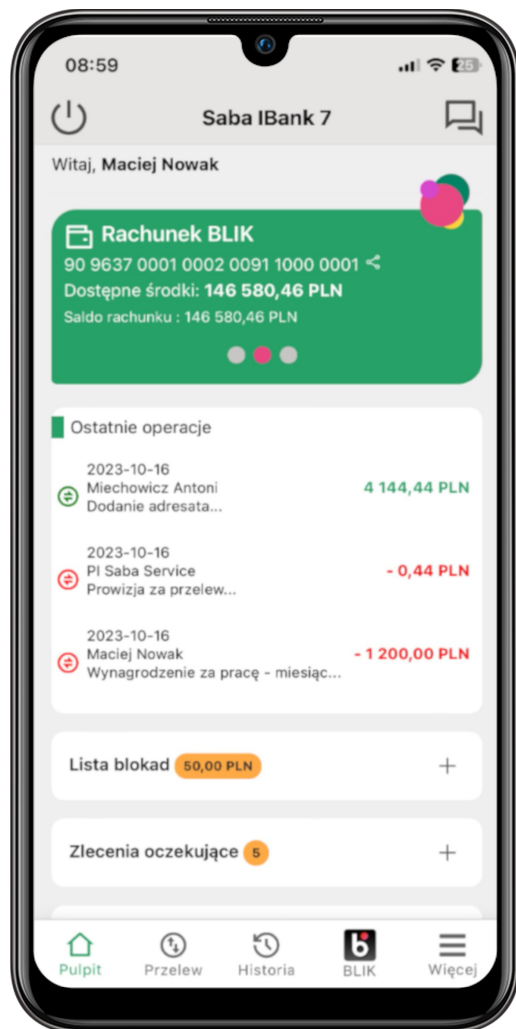 08:59
25
Saba IBank 7
Witaj, Maciej Nowak
Rachunek BLIK
90 9637 0001 0002 0091 1000 0001
Dostępne środki: 146 580,46 PLN
Saldo rachunku : 146 580,46 PLN
Ostatnie operacje
2023-10-16
Miechowicz Antoni 4 144,44 PLN
Dodanie adresata...
2023-10-16
PI Saba Service - 0,44 PLN
Prowizja za przelew...
2023-10-16
Maciej Nowak - 1 200,00 PLN
Wynagrodzenie za pracę - miesiąc...
Lista blokad 50,00 PLN
Zlecenia oczekujące 5
Pulpit Przelew Historia BLIK Więcej